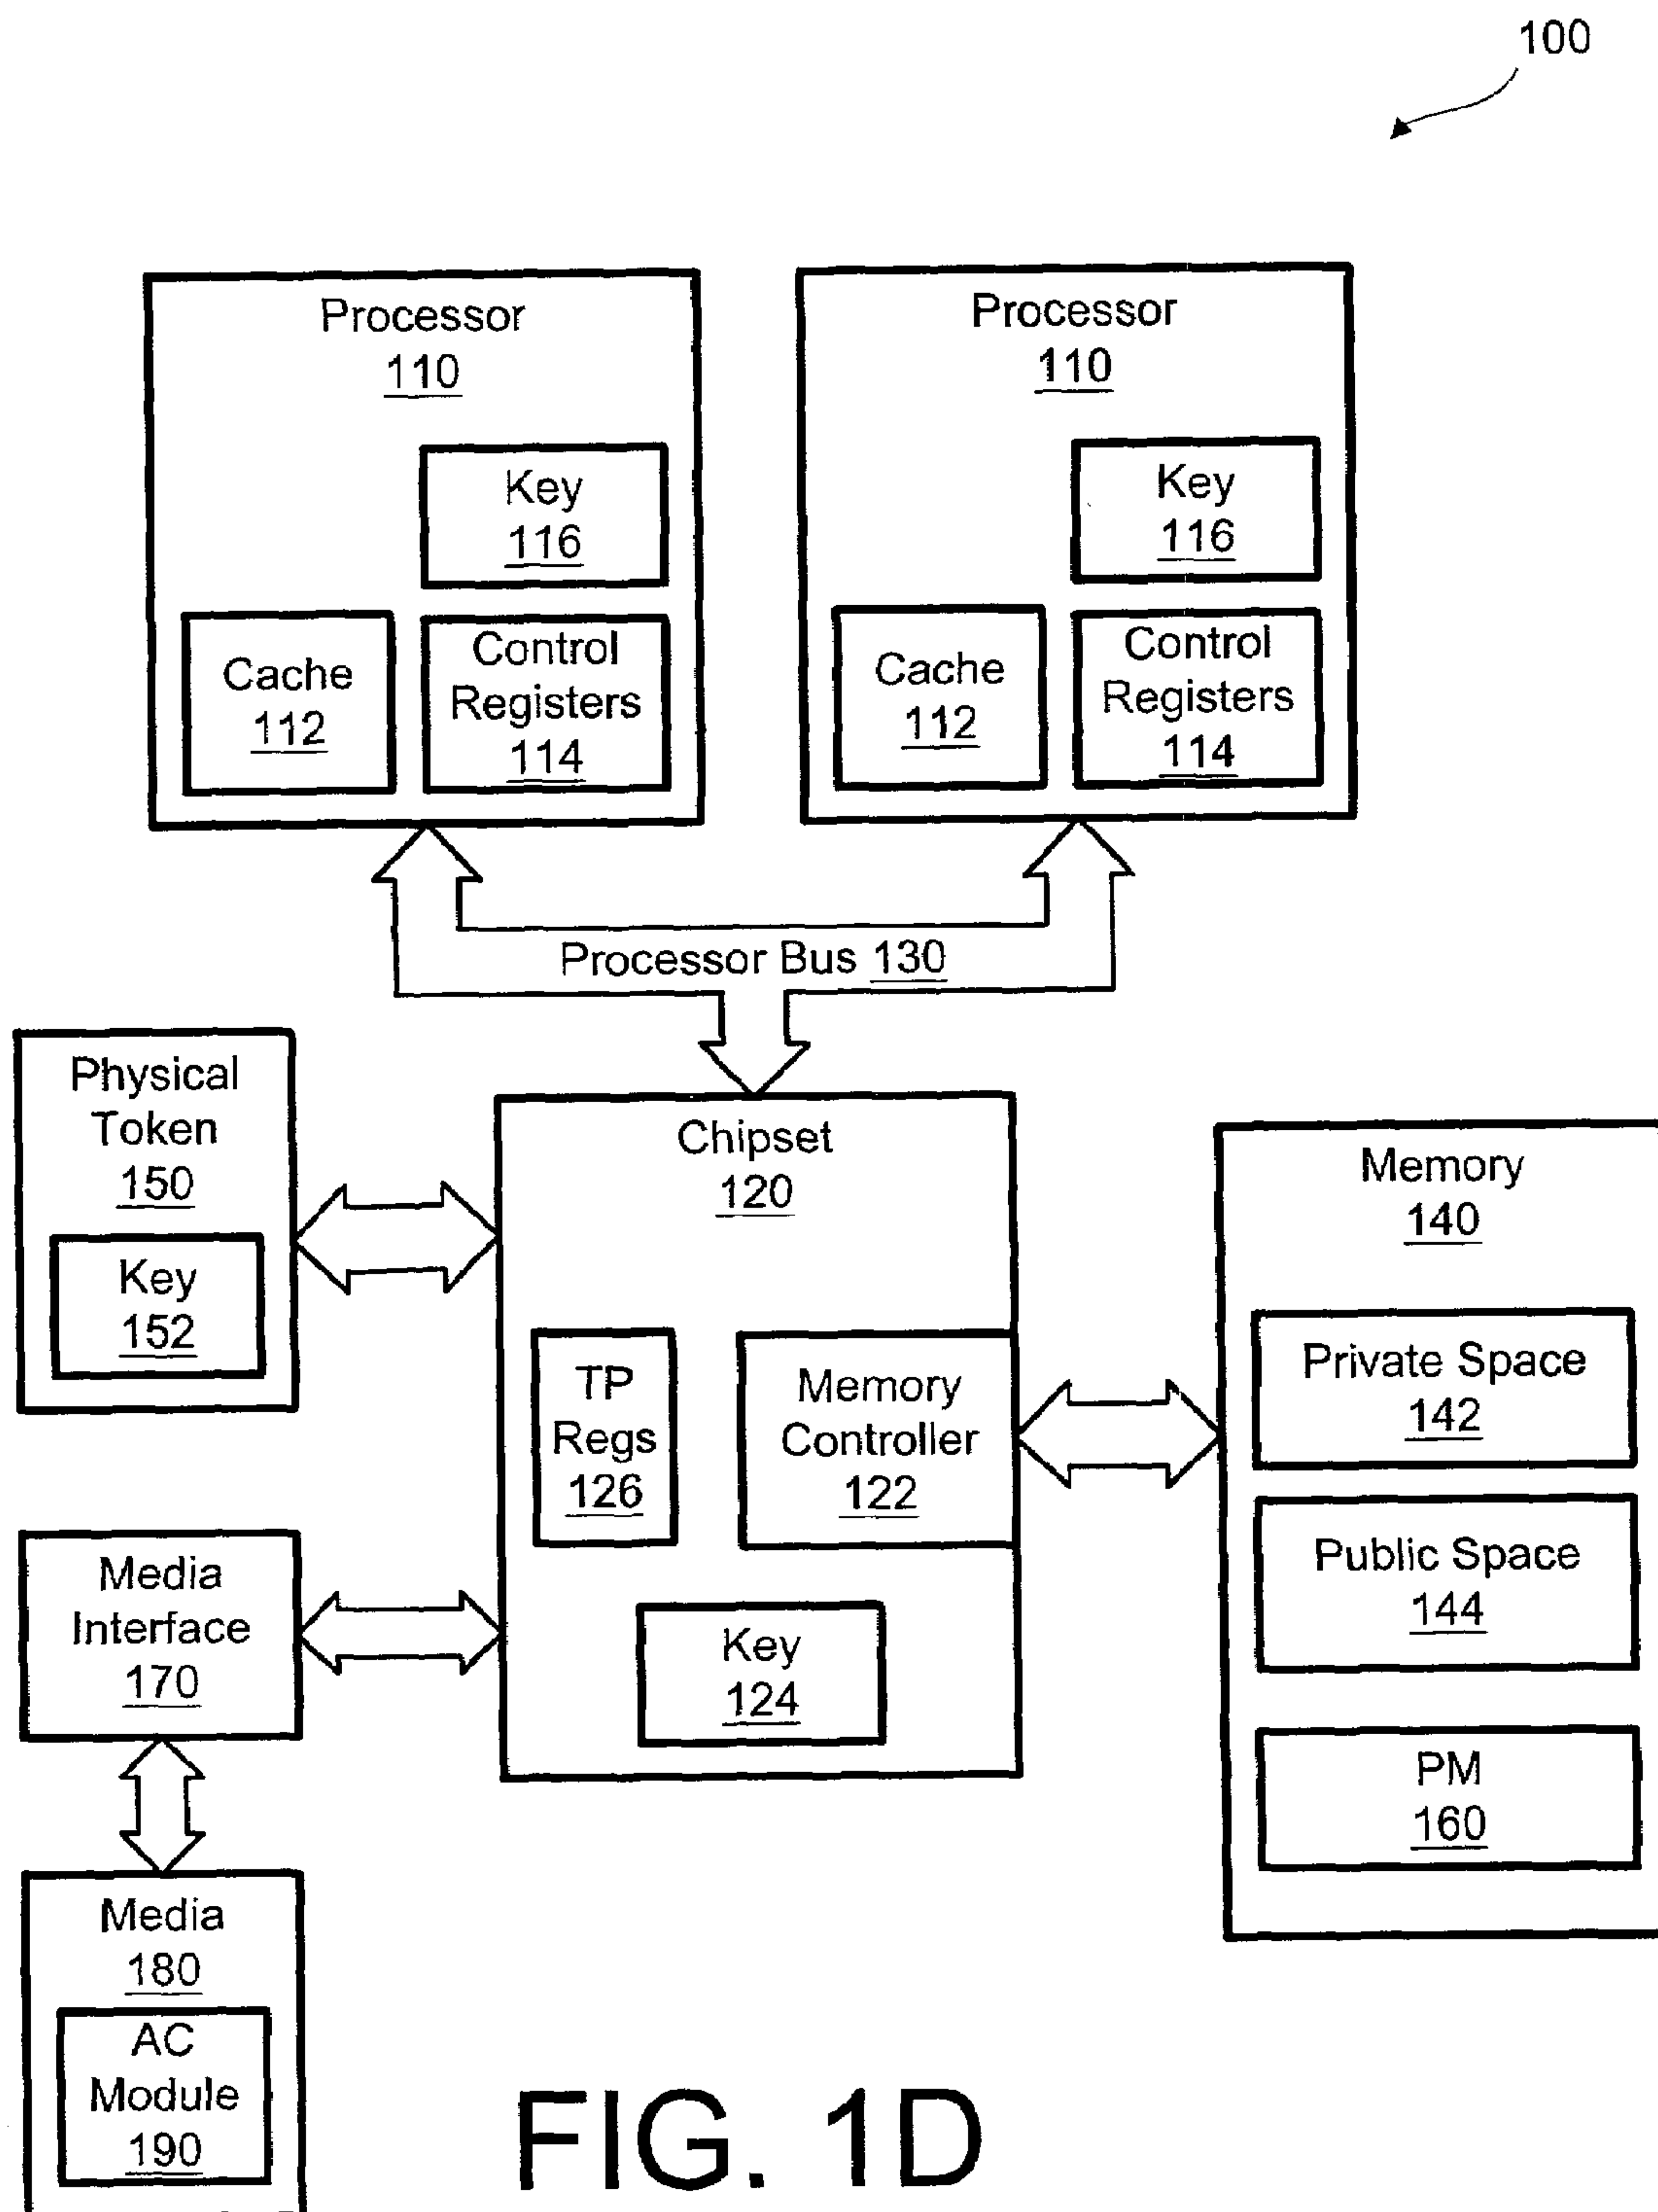 100
Processor
110
Key
116
Cache
112
Control
Registers
114
Processor
110
Key
116
Cache
112
Control
Registers
114
Processor Bus 130
Physical
Token
150
Key
152
Chipset
120
TP
Regs
126
Memory
Controller
122
Key
124
Memory
140
Private Space
142
Public Space
144
PM
160
Media
Interface
170
Media
180
AC
Module
190
FIG. 1D